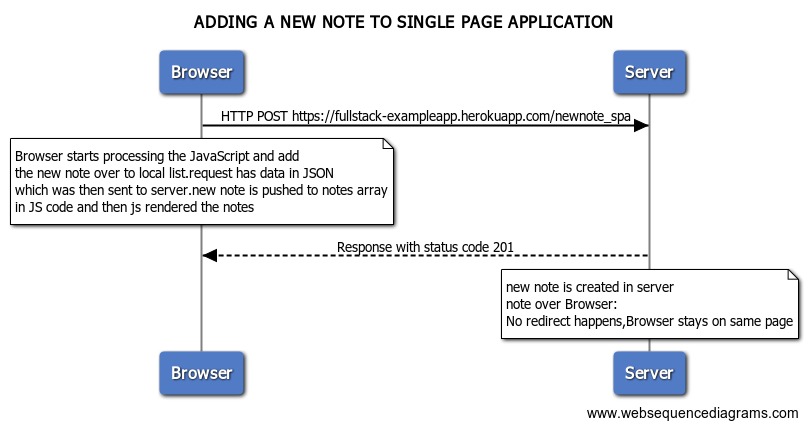 ADDING A NEW NOTE TO SINGLE PAGE APPLICATION
Browser
Server
HTTP POST https://fullstack-exampleapp.herokuapp.com/newnote_spa
Browser starts processing the JavaScript and add
the new note over to local list.request has data in JSON
which was then sent to server.new note is pushed to notes array
in JS code and then js rendered the notes
Response with status code 201
new note is created in server
note over Browser:
No redirect happens,Browser stays on same page
Browser
Server
www.websequencediagrams.com